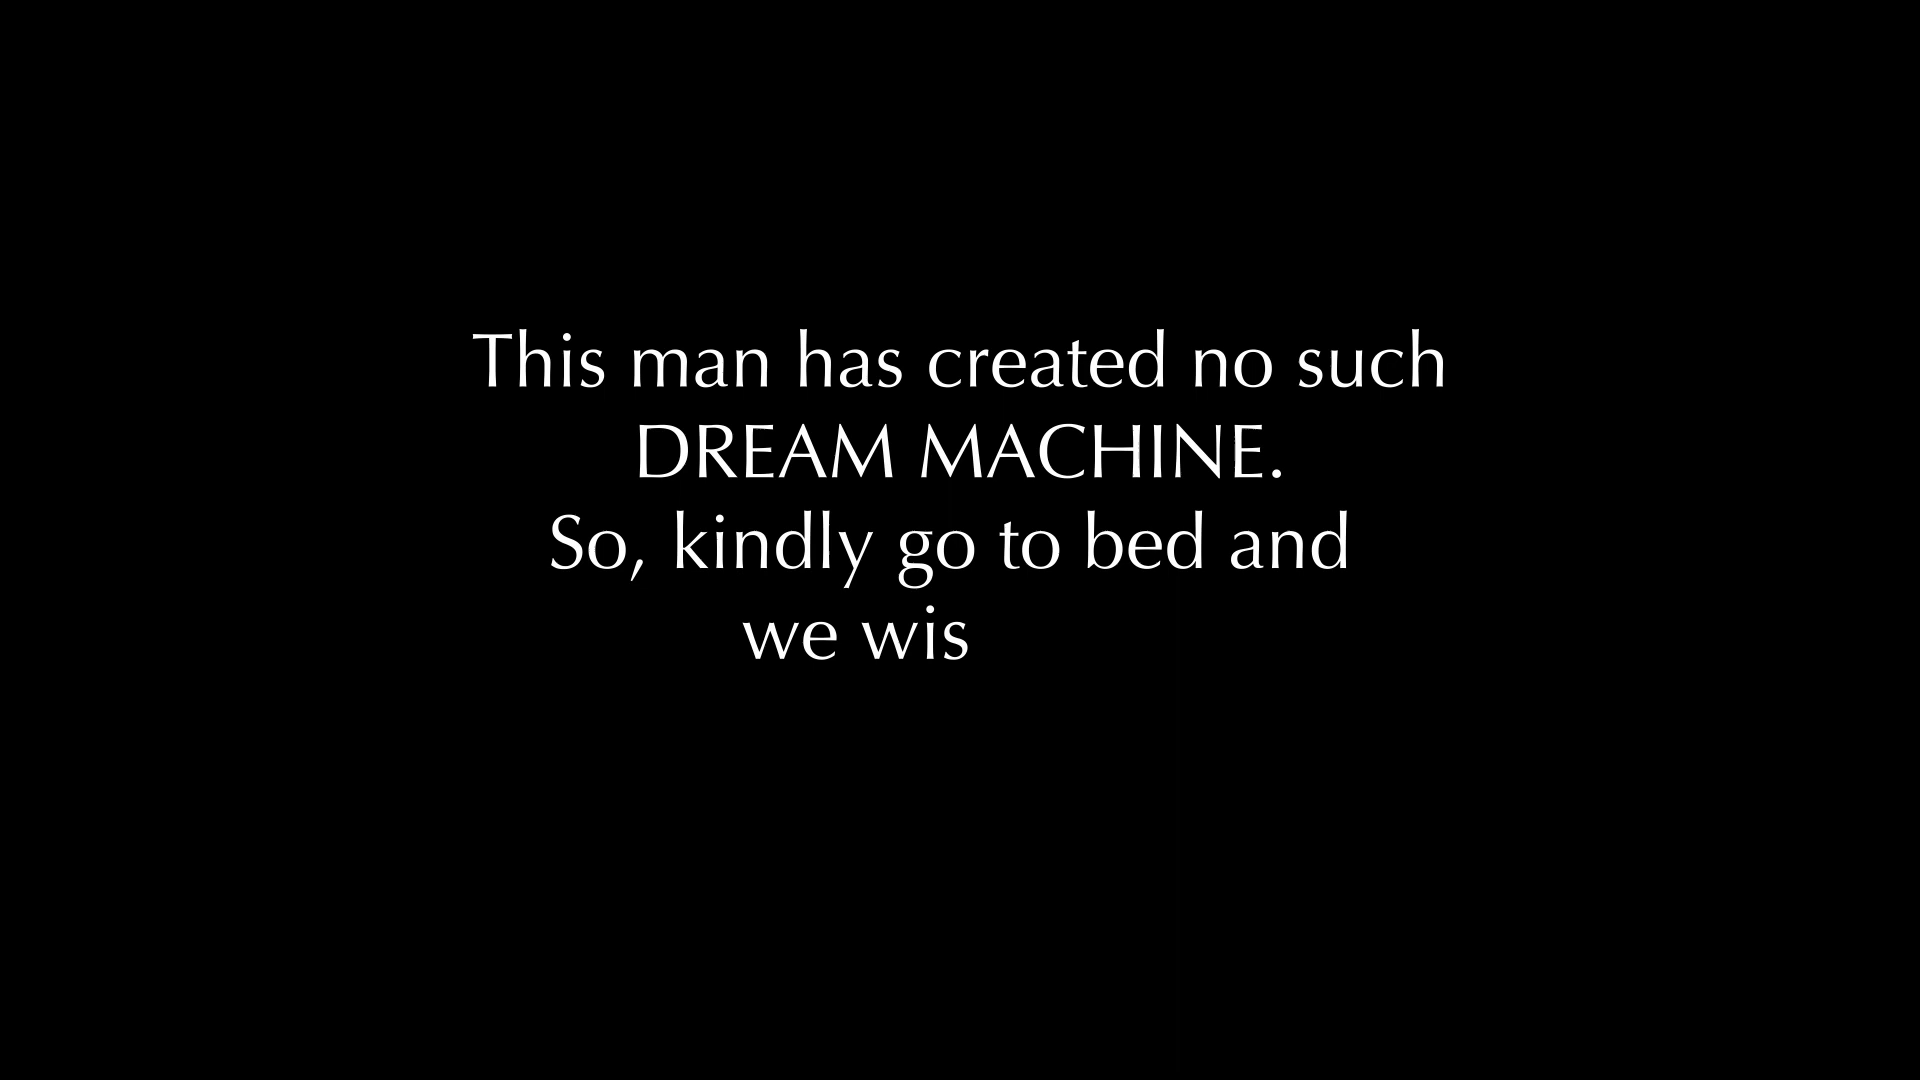 This man has created no such
DREAM MACHINE.
So, kindly go to bed and
we wis